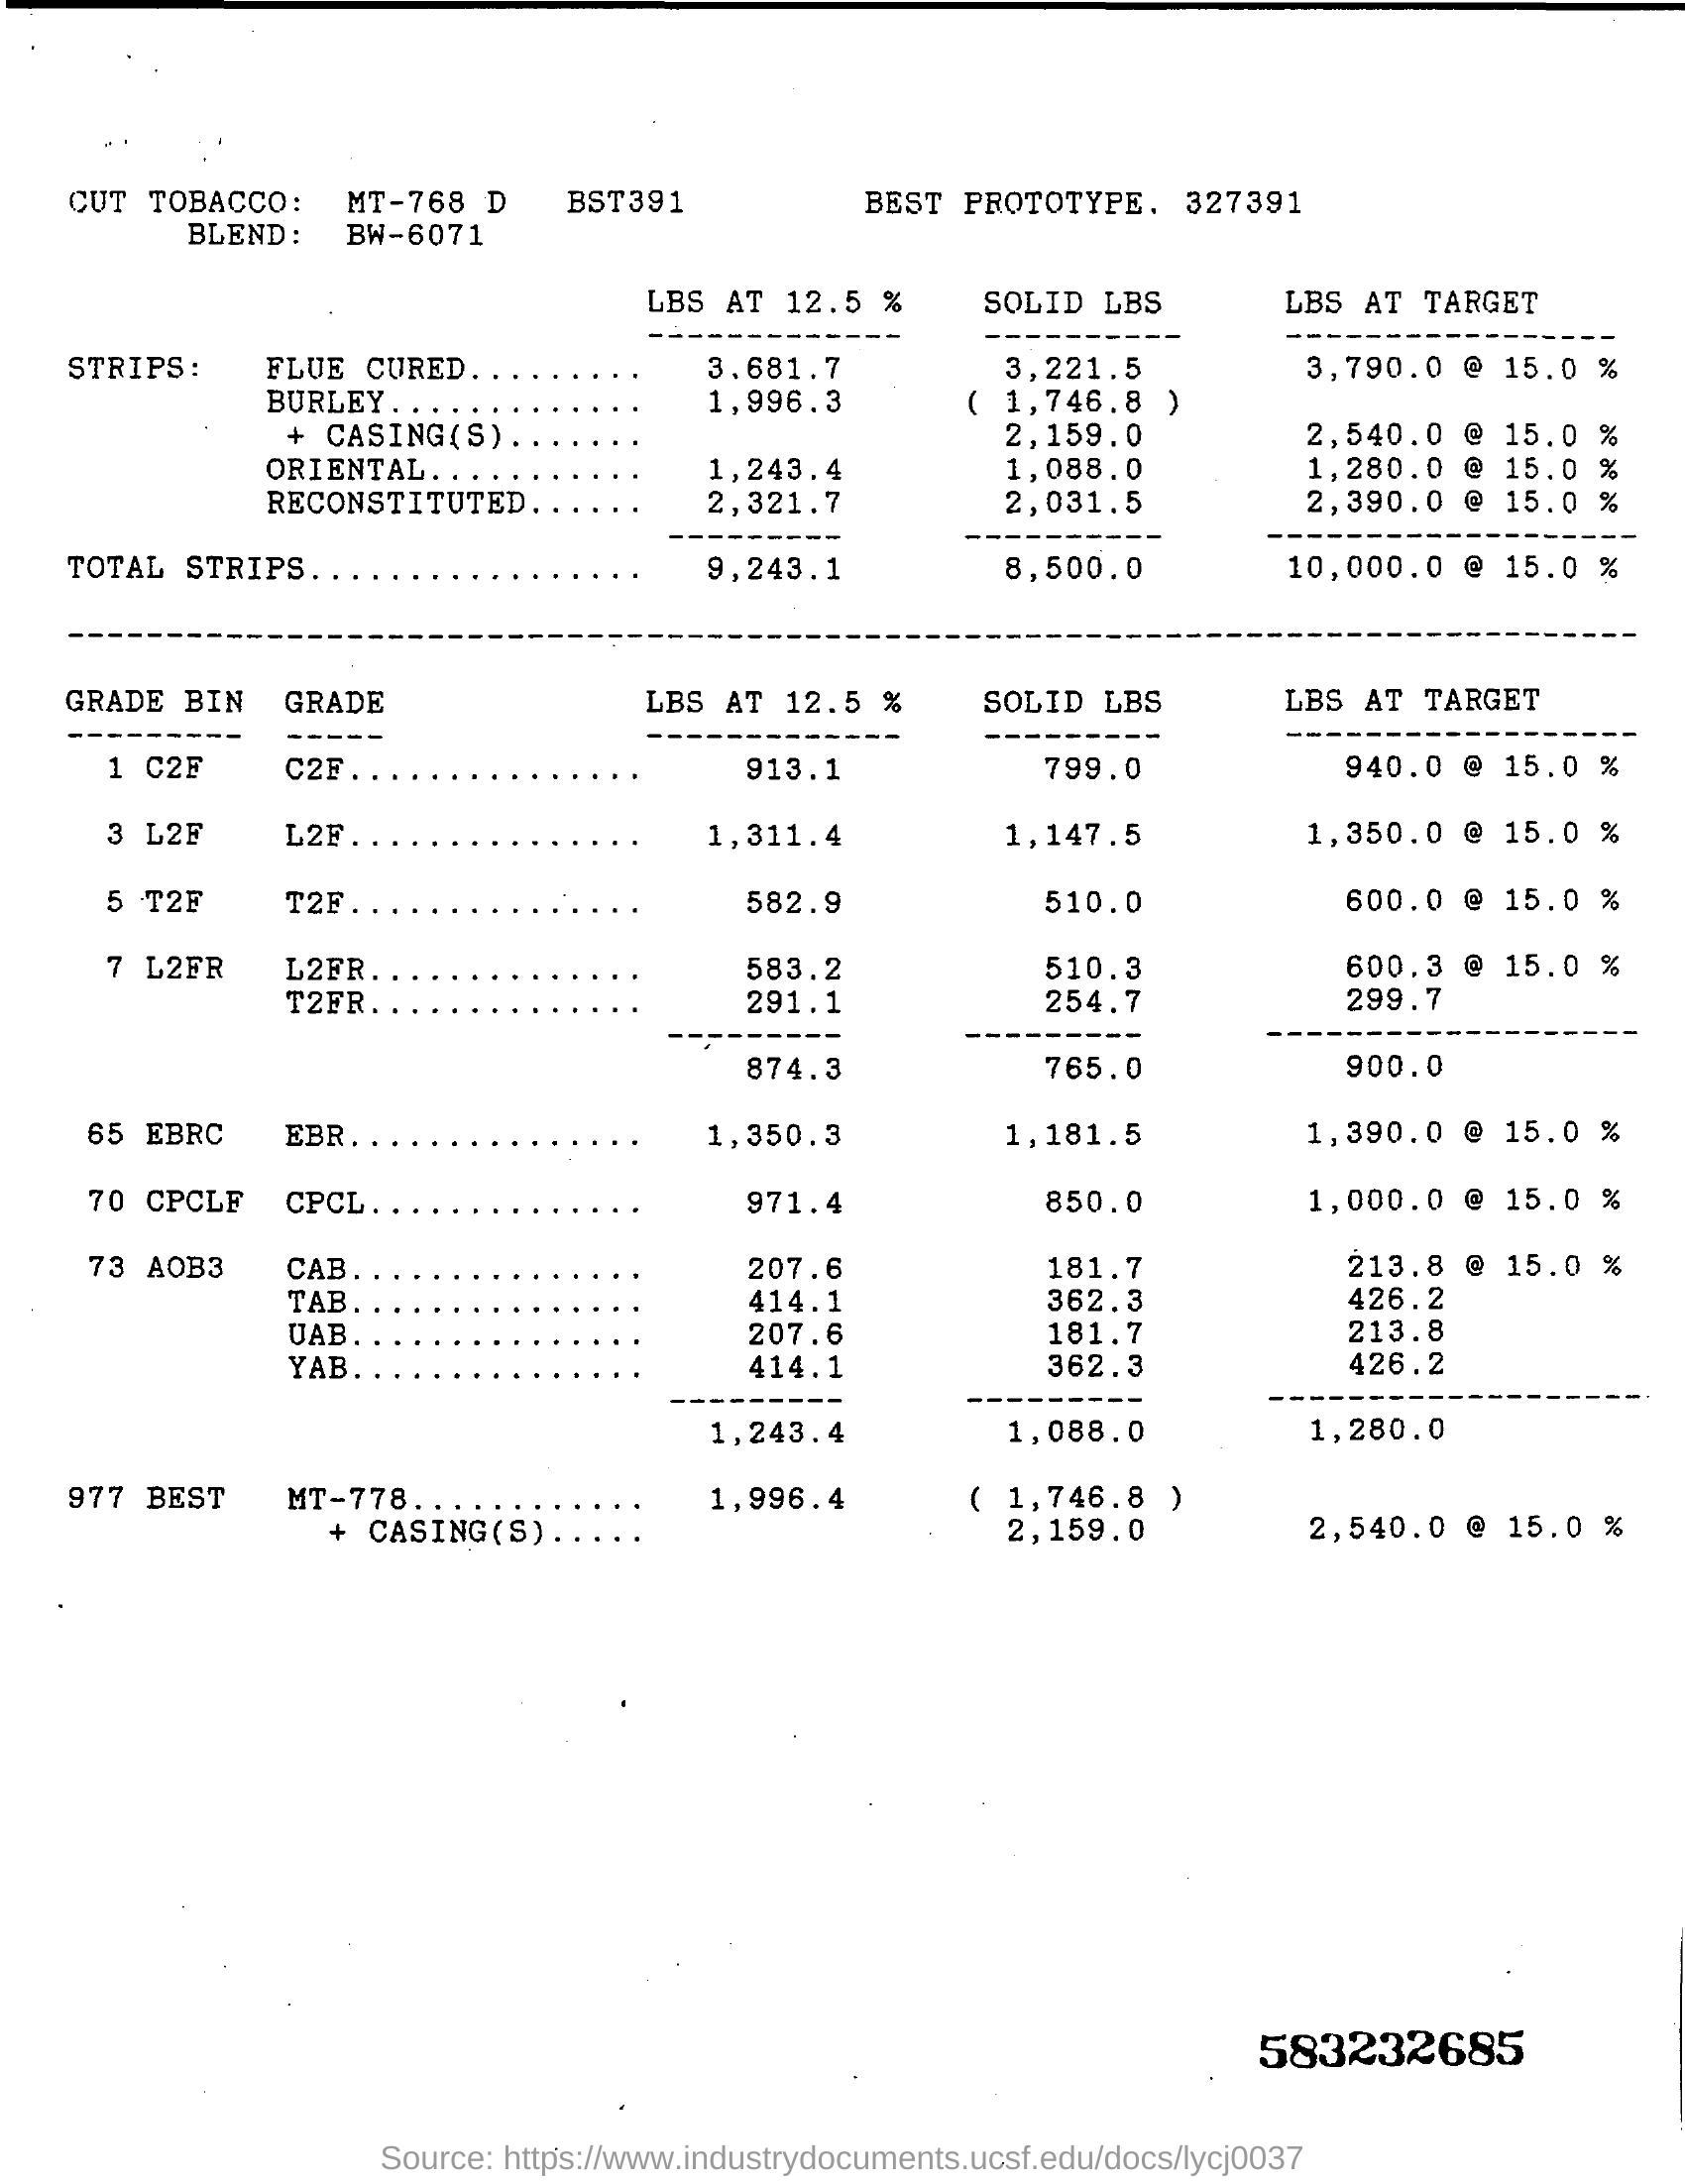 CUT TOBACCO: MT-768 D BST391 BEST PROTOTYPE. 327391
BLEND: BW-6071
LBS AT 12.5 % SOLID LBS LBS AT TARGET
STRIPS: FLUE CURED......... 3.681.7 3,221.5 3,790.0 @ 15.0 %
BURLEY............. 1,996.3 ( 1,746.8 )
+ CASING(S)....... 2,159.0 2,540.0 @ 15.0 %
ORIENTAL........... 1,243.4 1,088.0 1,280.0 @ 15.0 %
RECONSTITUTED...... 2,321.7 2,031.5 2,390.0 @ 15.0 %
TOTAL STRIPS................. 9,243.1 8,500.0 10,000.0 @ 15.0 %
GRADE BIN GRADE LBS AT 12.5 % SOLID LBS LBS AT TARGET
1 C2F C2F............... 913.1 799.0 940.0 @ 15.0 %
3 L2F L2F............... 1,311.4 1,147.5 1,350.0 @ 15.0 %
5 T2F T2F............... 582.9 510.0 600.0 @ 15.0 %
7 L2FR L2FR.............. 583.2 510.3 600.3 @ 15.0 %
T2FR.............. 291.1 254.7 299.7
874.3 765.0 900.0
65 EBRC EBR............... 1,350.3 1,181.5 1,390.0 @ 15.0 %
70 CPCLF CPCL.............. 971.4 850.0 1,000.0 @ 15.0 %
73 AOB3 CAB............... 207.6 181.7 213.8 @ 15.0 %
TAB............... 414.1 362.3 426.2
UAB............... 207.6 181.7 213.8
YAB............... 414.1 362.3 426.2
1,243.4 1,088.0 1,280.0
977 BEST MT-778............ 1,996.4 ( 1,746.8 )
+ CASING(S)..... 2,159.0 2,540.0 @ 15.0 %
583232685
Source: https://www.industrydocuments.ucsf.edu/docs/lycj0037